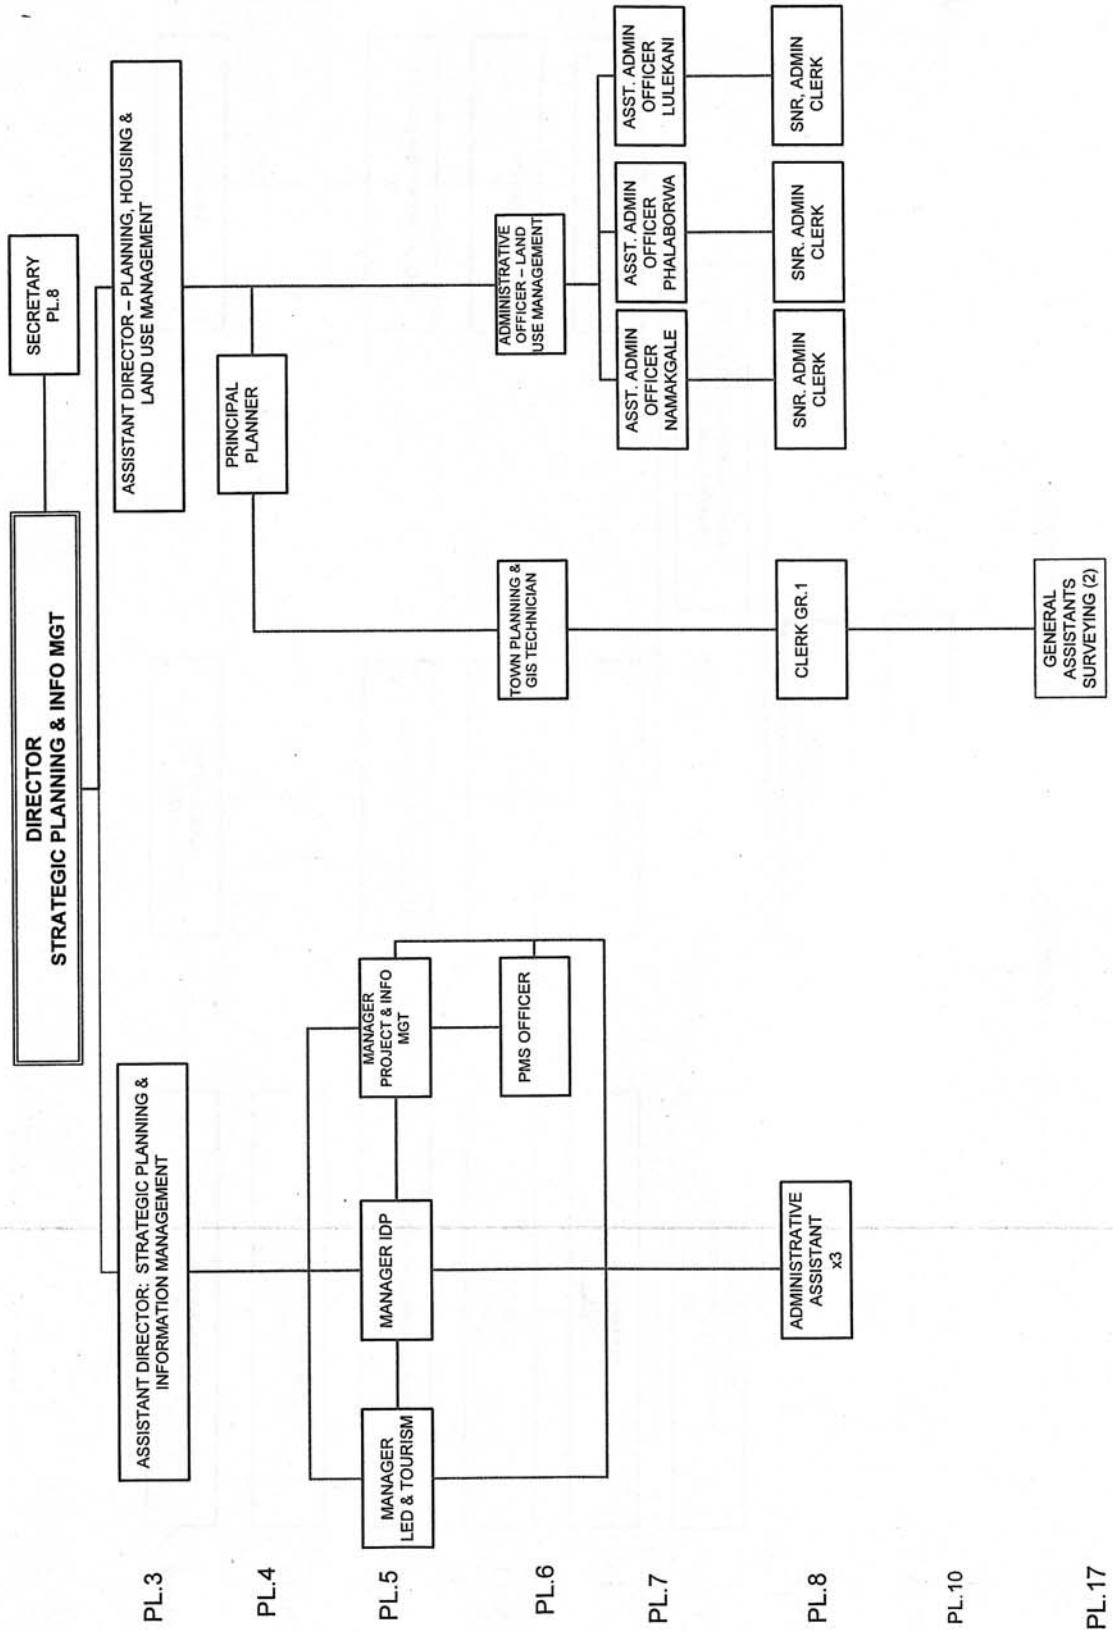 DIRECTOR
STRATEGIC PLANNING & INFO MGT
SECRETARY
PL.8
PL.3
ASSISTANT DIRECTOR: STRATEGIC PLANNING &
INFORMATION MANAGEMENT
ASSISTANT DIRECTOR – PLANNING, HOUSING &
LAND USE MANAGEMENT
PL.4
PRINCIPAL
PLANNER
PL.5
MANAGER
LED & TOURISM
MANAGER IDP
MANAGER
PROJECT & INFO
MGT
PL.6
PMS OFFICER
TOWN PLANNING &
GIS TECHNICIAN
ADMINISTRATIVE
OFFICER – LAND
USE MANAGEMENT
PL.7
ASST. ADMIN
OFFICER
NAMAKGALE
ASST. ADMIN
OFFICER
PHALABORWA
ASST. ADMIN
OFFICER
LULEKANI
PL.8
ADMINISTRATIVE
ASSISTANT
x3
CLERK GR.1
SNR. ADMIN
CLERK
SNR. ADMIN
CLERK
SNR, ADMIN
CLERK
PL.10
PL.17
GENERAL
ASSISTANTS
SURVEYING (2)